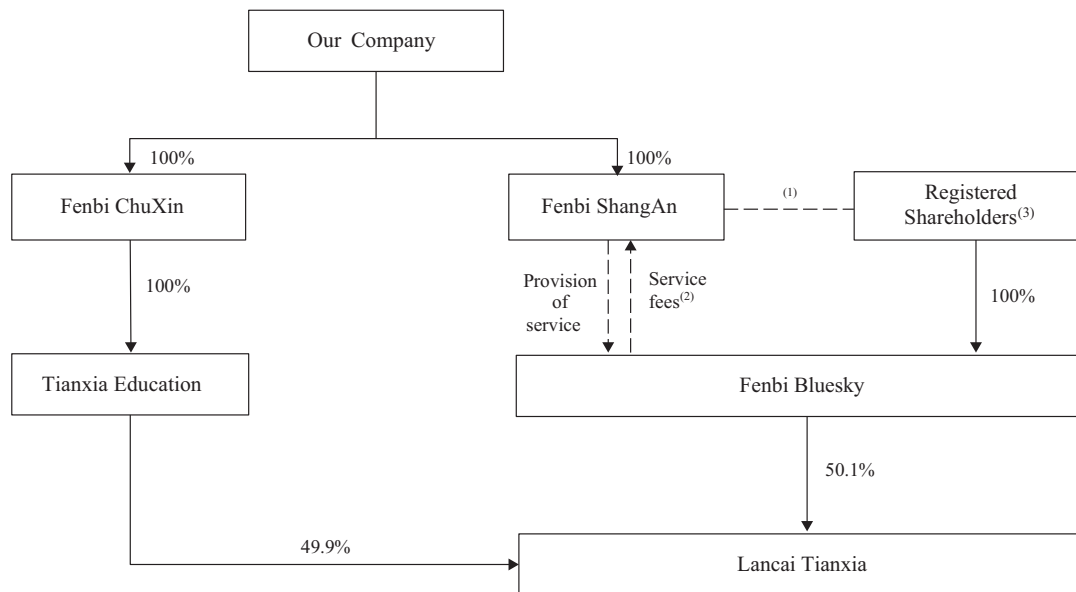 Our Company
100%
100%
Fenbi ChuXin
Fenbi ShangAn
(1)
Registered
Shareholders(3)
100%
Provision
of
service
Service
fees(2)
100%
Tianxia Education
Fenbi Bluesky
50.1%
49.9%
Lancai Tianxia